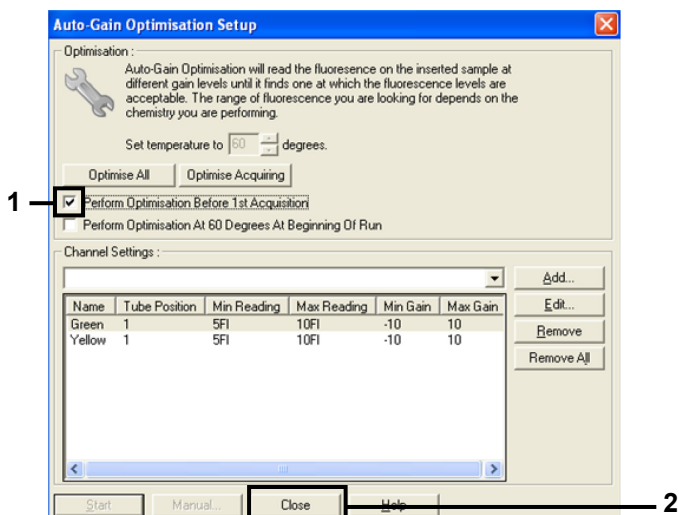 Auto-Gain Optimisation Setup
Optimisation :
Auto-Gain Optimisation will read the fluoresence on the inserted sample at
different gain levels until it finds one at which the fluorescence levels are
acceptable. The range of fluorescence you are looking for depends on the
chemistry you are performing.
Set temperature to 60 degrees.
Optimise All Optimise Acquiring
1
Perform Optimisation Before 1st Acquisition
Perform Optimisation At 60 Degrees At Beginning Of Run
Channel Settings :
Add...
Name Tube Position Min Reading Max Reading Min Gain Max Gain
Edit...
Green 1 5Fl 10Fl -10 10
Yellow 1 5Fl 10Fl -10 10
Remove
Remove All
Start Manual... Close Help
2